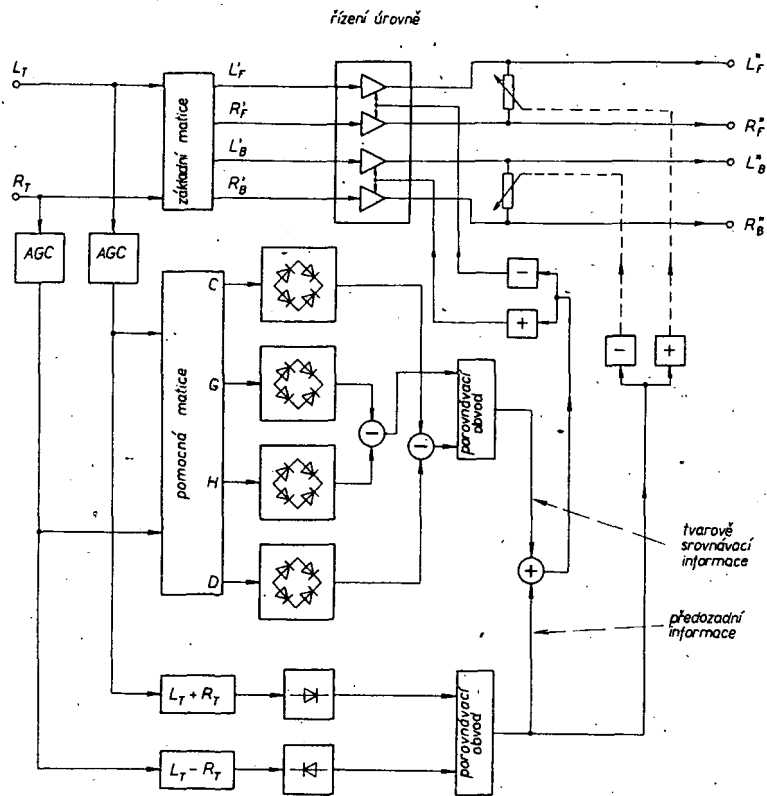 řízení úrovně
L_T
R_T
základní matice
L'_F
R'_F
L'_B
R'_B
L"_F
R"_F
L"_B
R"_B
AGC
AGC
pomocná matice
C
G
H
D
−
+
−
+
−
−
porovnávací
obvod
+
tvarově
srovnávací
informace
předozadní
informace
L_T + R_T
L_T − R_T
porovnávací
obvod